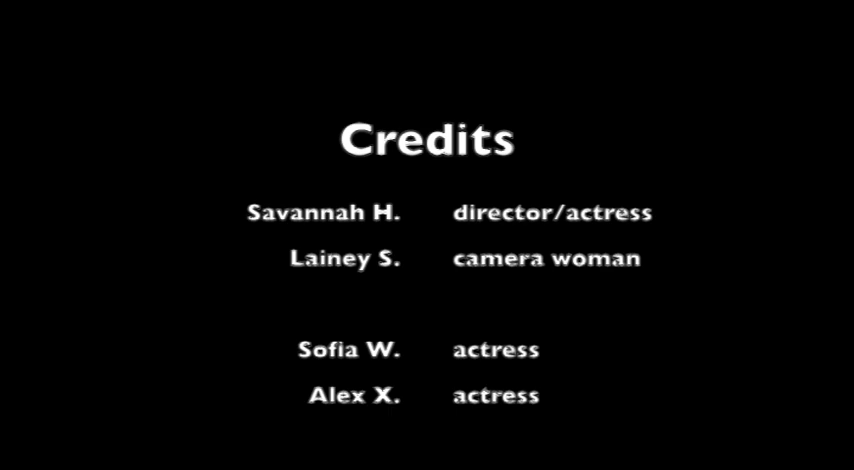 Credits
Savannah H. director/actress
Lainey S. camera woman
Sofia W. actress
Alex X. actress